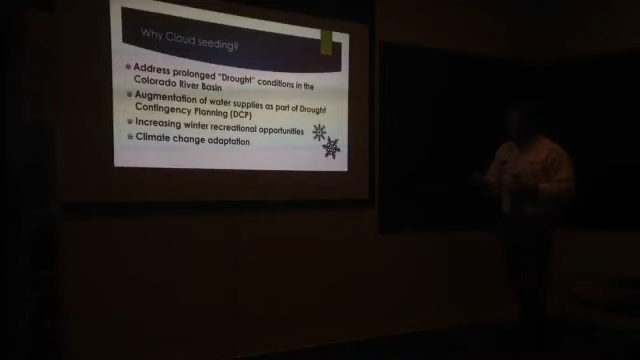 Why Cloud seeding?
Address prolonged "Drought" conditions in the
Colorado River Basin
Augmentation of water supplies as part of Drought
Contingency Planning (DCP)
Increasing winter recreational opportunities
Climate change adaptation